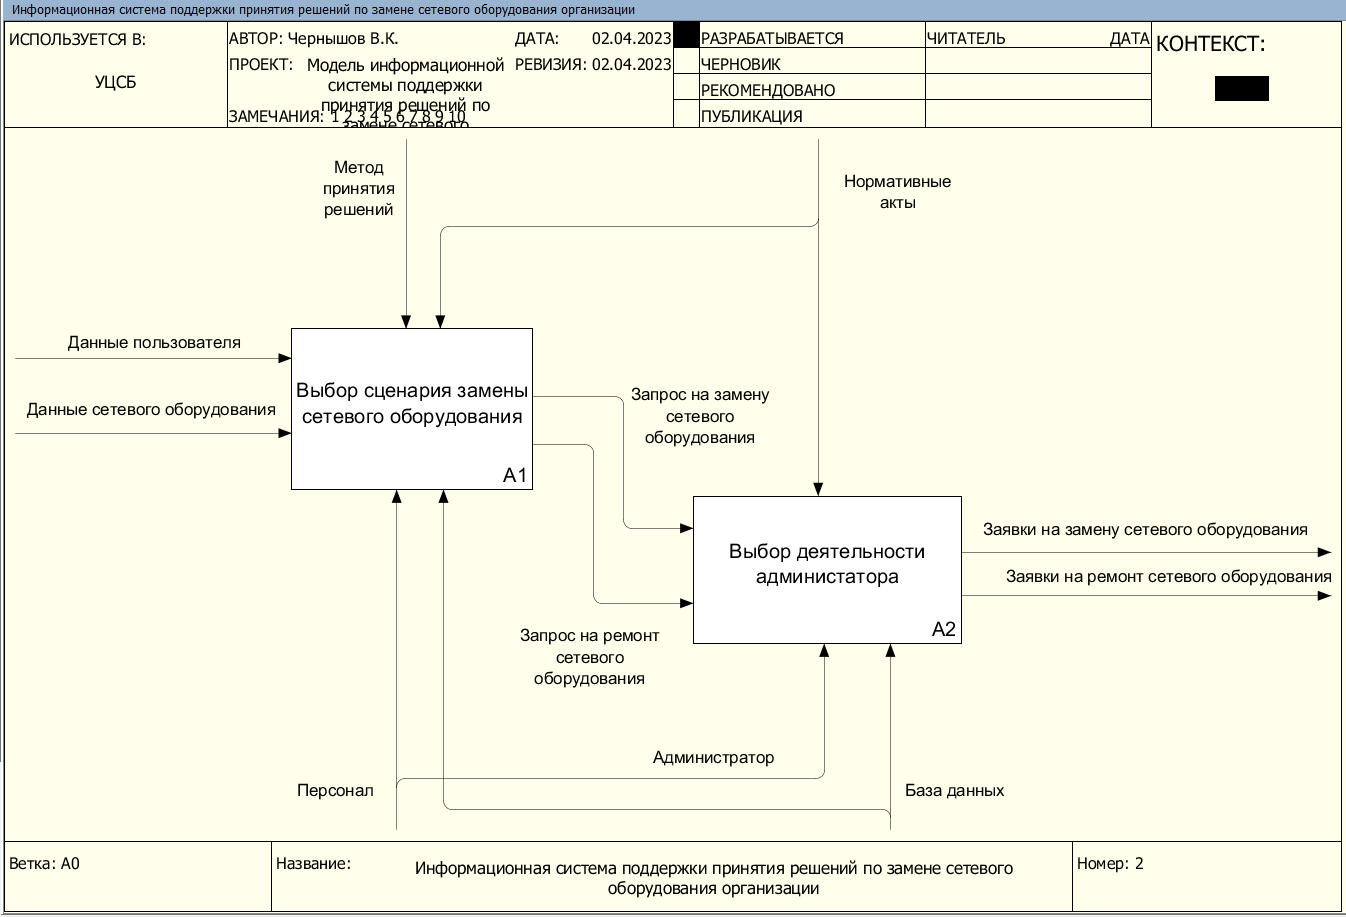 Информационная система поддержки принятия решений по замене сетевого оборудования организации
ИСПОЛЬЗУЕТСЯ В:
УЦСБ
АВТОР: Чернышов В.К.
ДАТА: 02.04.2023
ПРОЕКТ: Модель информационной
системы поддержки
принятия решений по
замене сетевого
РЕВИЗИЯ: 02.04.2023
ЗАМЕЧАНИЯ: 1 2 3 4 5 6 7 8 9 10
РАЗРАБАТЫВАЕТСЯ
ЧЕРНОВИК
РЕКОМЕНДОВАНО
ПУБЛИКАЦИЯ
ЧИТАТЕЛЬ
ДАТА
КОНТЕКСТ:
Метод
принятия
решений
Нормативные
акты
Данные пользователя
Данные сетевого оборудования
Выбор сценария замены
сетевого оборудования
A1
Запрос на замену
сетевого
оборудования
Запрос на ремонт
сетевого
оборудования
Выбор деятельности
администатора
A2
Заявки на замену сетевого оборудования
Заявки на ремонт сетевого оборудования
Администратор
Персонал
База данных
Ветка: A0
Название:
Информационная система поддержки принятия решений по замене сетевого
оборудования организации
Номер: 2